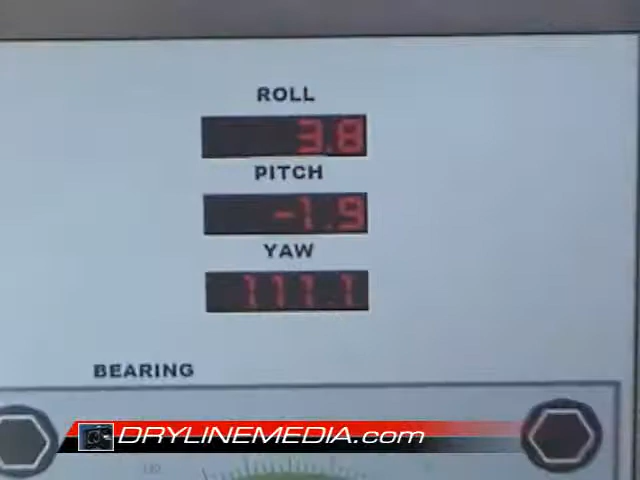 ROLL
3.8
PITCH
-1.9
YAW
111.1
BEARING
DRYLINEMEDIA.com